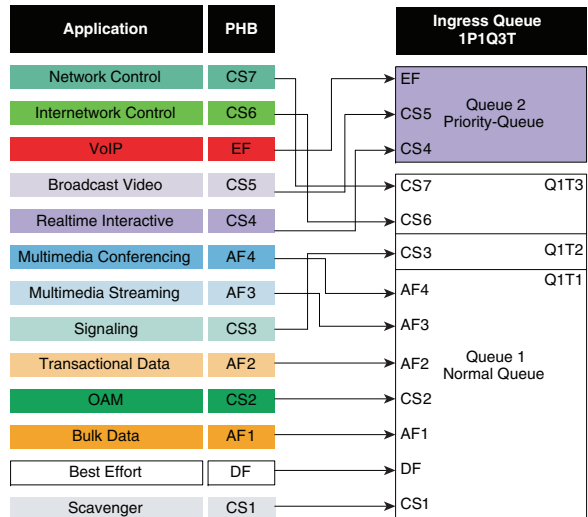 Application PHB
Ingress Queue
1P1Q3T
Network Control CS7
Internetwork Control CS6
VoIP EF
Broadcast Video CS5
Realtime Interactive CS4
Multimedia Conferencing AF4
Multimedia Streaming AF3
Signaling CS3
Transactional Data AF2
OAM CS2
Bulk Data AF1
Best Effort DF
Scavenger CS1
EF
CS5
CS4
Queue 2
Priority-Queue
CS7 Q1T3
CS6
CS3 Q1T2
Q1T1
AF4
AF3
AF2
CS2
AF1
DF
CS1
Queue 1
Normal Queue